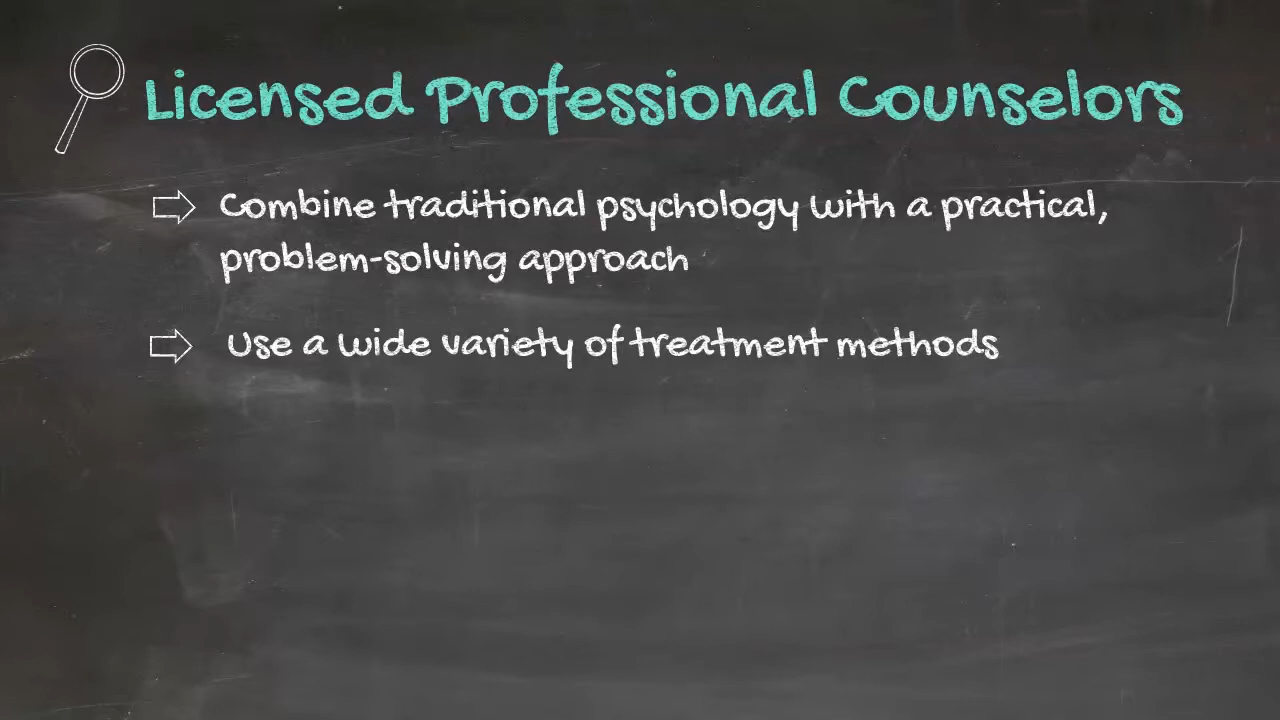 Licensed Professional Counselors
Combine traditional psychology with a practical,
problem-solving approach
Use a wide variety of treatment methods